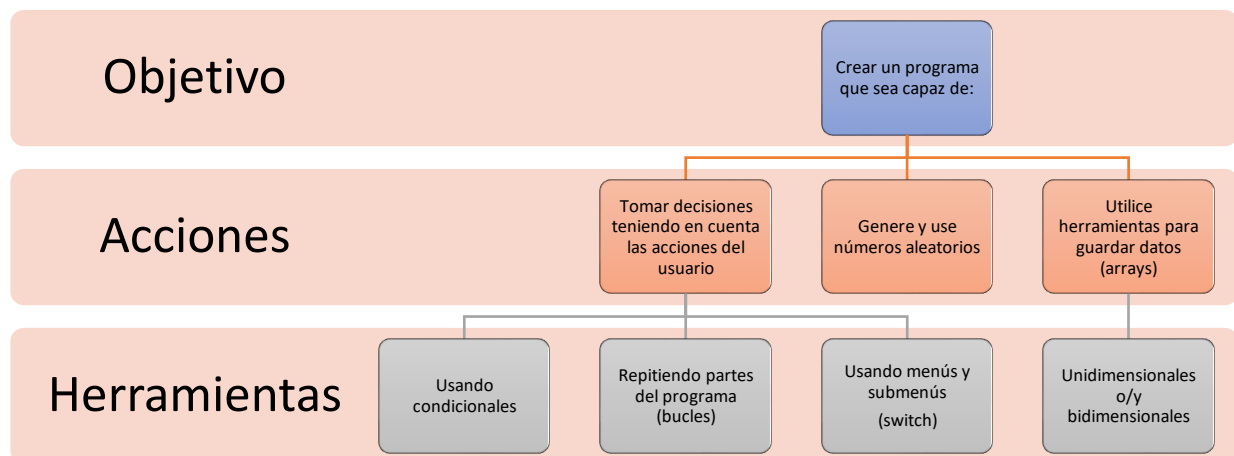 Objetivo
Crear un programa
que sea capaz de:
Acciones
Tomar decisiones
teniendo en cuenta
las acciones del
usuario
Genere y use
números aleatorios
Utilice
herramientas para
guardar datos
(arrays)
Herramientas
Usando
condicionales
Repitiendo partes
del programa
(bucles)
Usando menús y
submenús
(switch)
Unidimensionales
o/y
bidimensionales